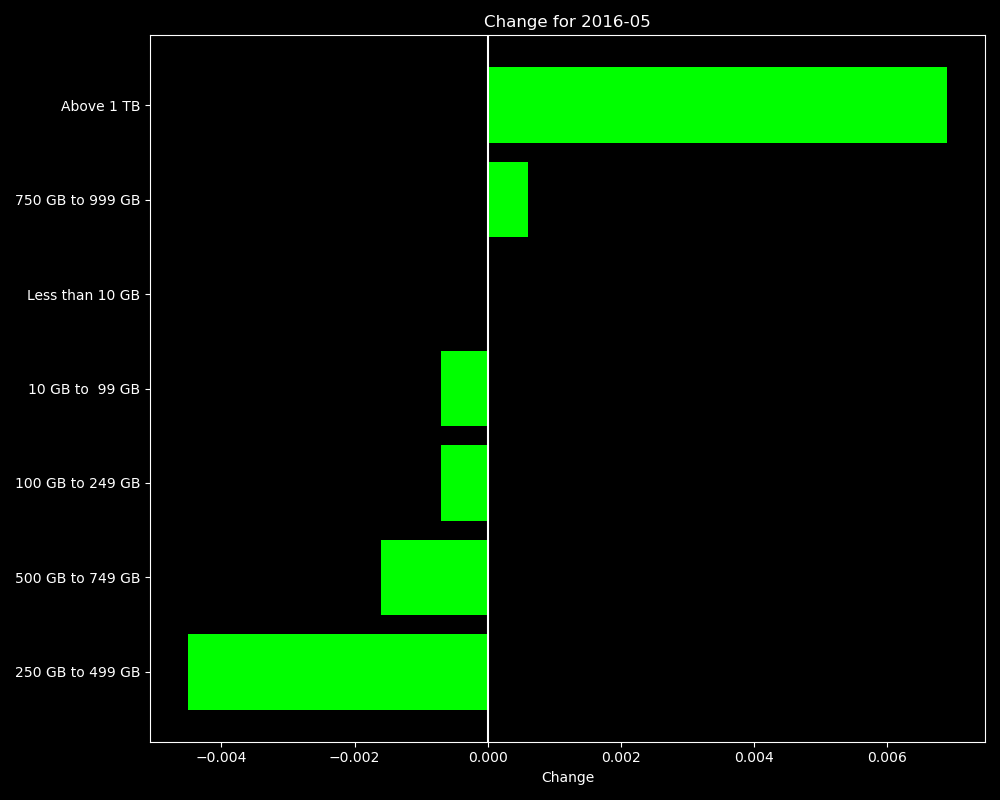 Change for 2016-05
Above 1 TB
750 GB to 999 GB
Less than 10 GB
10 GB to  99 GB
100 GB to 249 GB
500 GB to 749 GB
250 GB to 499 GB
−0.004 −0.002 0.000 0.002 0.004 0.006
Change